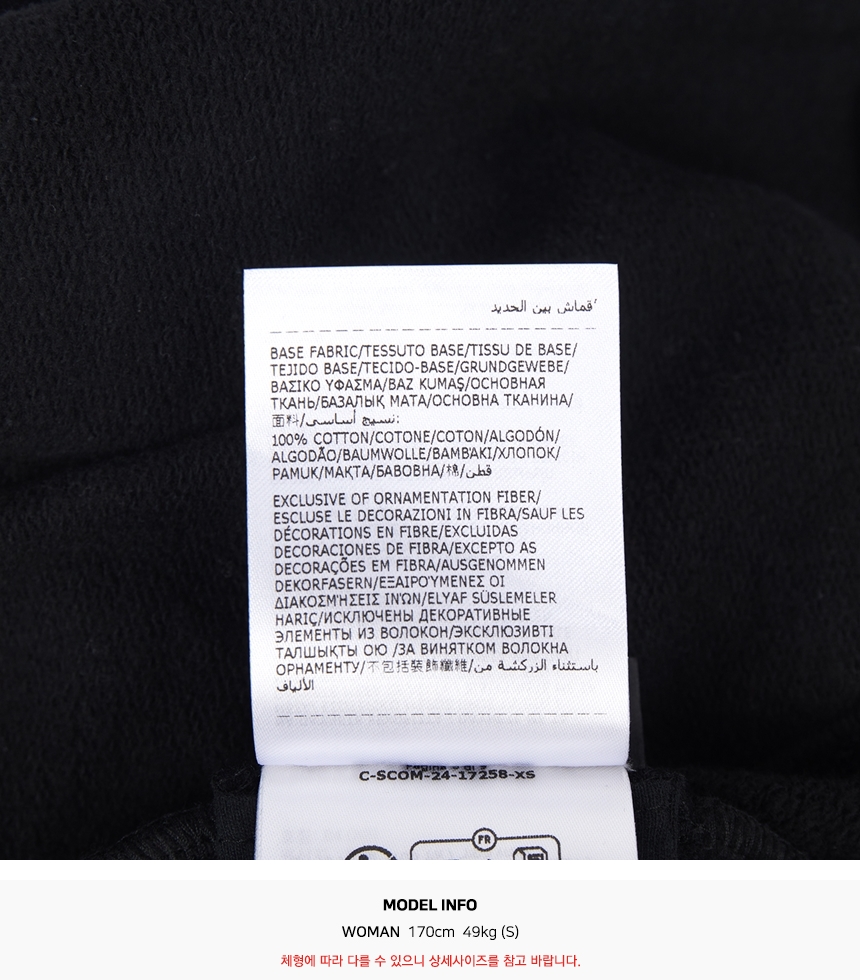 قماش بين الحديد
BASE FABRIC/TESSUTO BASE/TISSU DE BASE/
TEJIDO BASE/TECIDO-BASE/GRUNDGEWEBE/
ΒΑΣΙΚΟ ΥΦΑΣΜΑ/BAZ KUMAŞ/ОСНОВНАЯ
ТКАНЬ/БАЗАЛЫҚ МАТА/ОСНОВНА ТКАНИНА/
面料/نسيج أساسي:
100% COTTON/COTONE/COTON/ALGODÓN/
ALGODÃO/BAUMWOLLE/ΒΑΜΒΆΚΙ/ХЛОПОК/
PAMUK/МАҚТА/БАВОВНА/棉/قطن
EXCLUSIVE OF ORNAMENTATION FIBER/
ESCLUSE LE DECORAZIONI IN FIBRA/SAUF LES
DÉCORATIONS EN FIBRE/EXCLUIDAS
DECORACIONES DE FIBRA/EXCEPTO AS
DECORAÇÕES EM FIBRA/AUSGENOMMEN
DEKORFASERN/ΕΞΑΙΡΟΎΜΕΝΕΣ ΟΙ
ΔΙΑΚΟΣΜΉΣΕΙΣ ΙΝΏΝ/ELYAF SÜSLEMELER
HARIÇ/ИСКЛЮЧЕНЫ ДЕКОРАТИВНЫЕ
ЭЛЕМЕНТЫ ИЗ ВОЛОКОН/ЭКСКЛЮЗИВТІ
ТАЛШЫҚТЫ ОЮ /ЗА ВИНЯТКОМ ВОЛОКНА
ОРНАМЕНТУ/不包括裝飾纖維/باستثناء الزركشة من
الألياف
C-SCOM-24-17258-XS
FR
MODEL INFO
WOMAN 170cm 49kg (S)
체형에 따라 다를 수 있으니 상세사이즈를 참고 바랍니다.